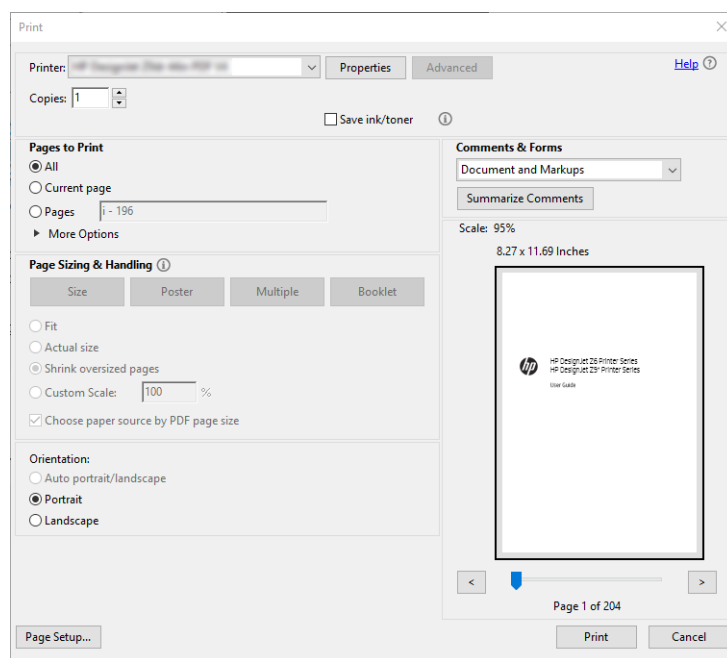 Print
Printer:
Properties
Advanced
Help
Copies: 1
Save ink/toner
Pages to Print
All
Current page
Pages i - 196
More Options
Comments & Forms
Document and Markups
Summarize Comments
Scale: 95%
8.27 x 11.69 Inches
Page Sizing & Handling
Size
Poster
Multiple
Booklet
Fit
Actual size
Shrink oversized pages
Custom Scale: 100 %
Choose paper source by PDF page size
hp
HP DesignJet Z6 Printer Series
HP DesignJet Z9⁺ Printer Series
User Guide
Orientation:
Auto portrait/landscape
Portrait
Landscape
<
>
Page 1 of 204
Page Setup...
Print
Cancel